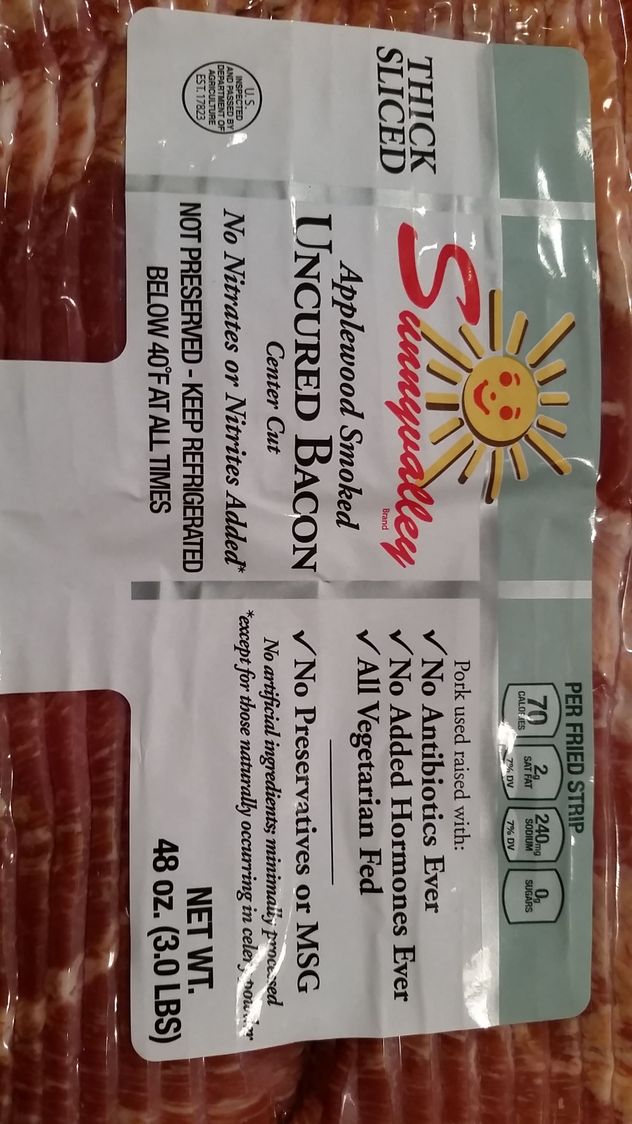 THICK
SLICED
U.S.
INSPECTED
AND PASSED BY
DEPARTMENT OF
AGRICULTURE
EST. 17823
Sunnyvalley
Brand
Applewood Smoked
UNCURED BACON
Center Cut
No Nitrates or Nitrites Added*
NOT PRESERVED - KEEP REFRIGERATED
BELOW 40°F AT ALL TIMES
PER FRIED STRIP
70
CALORIES
2g
SAT FAT
7% DV
240mg
SODIUM
7% DV
0g
SUGARS
Pork used raised with:
✓ No Antibiotics Ever
✓ No Added Hormones Ever
✓ All Vegetarian Fed
✓ No Preservatives or MSG
No artificial ingredients; minimally processed
*except for those naturally occurring in celery powder
NET WT.
48 oz. (3.0 LBS)